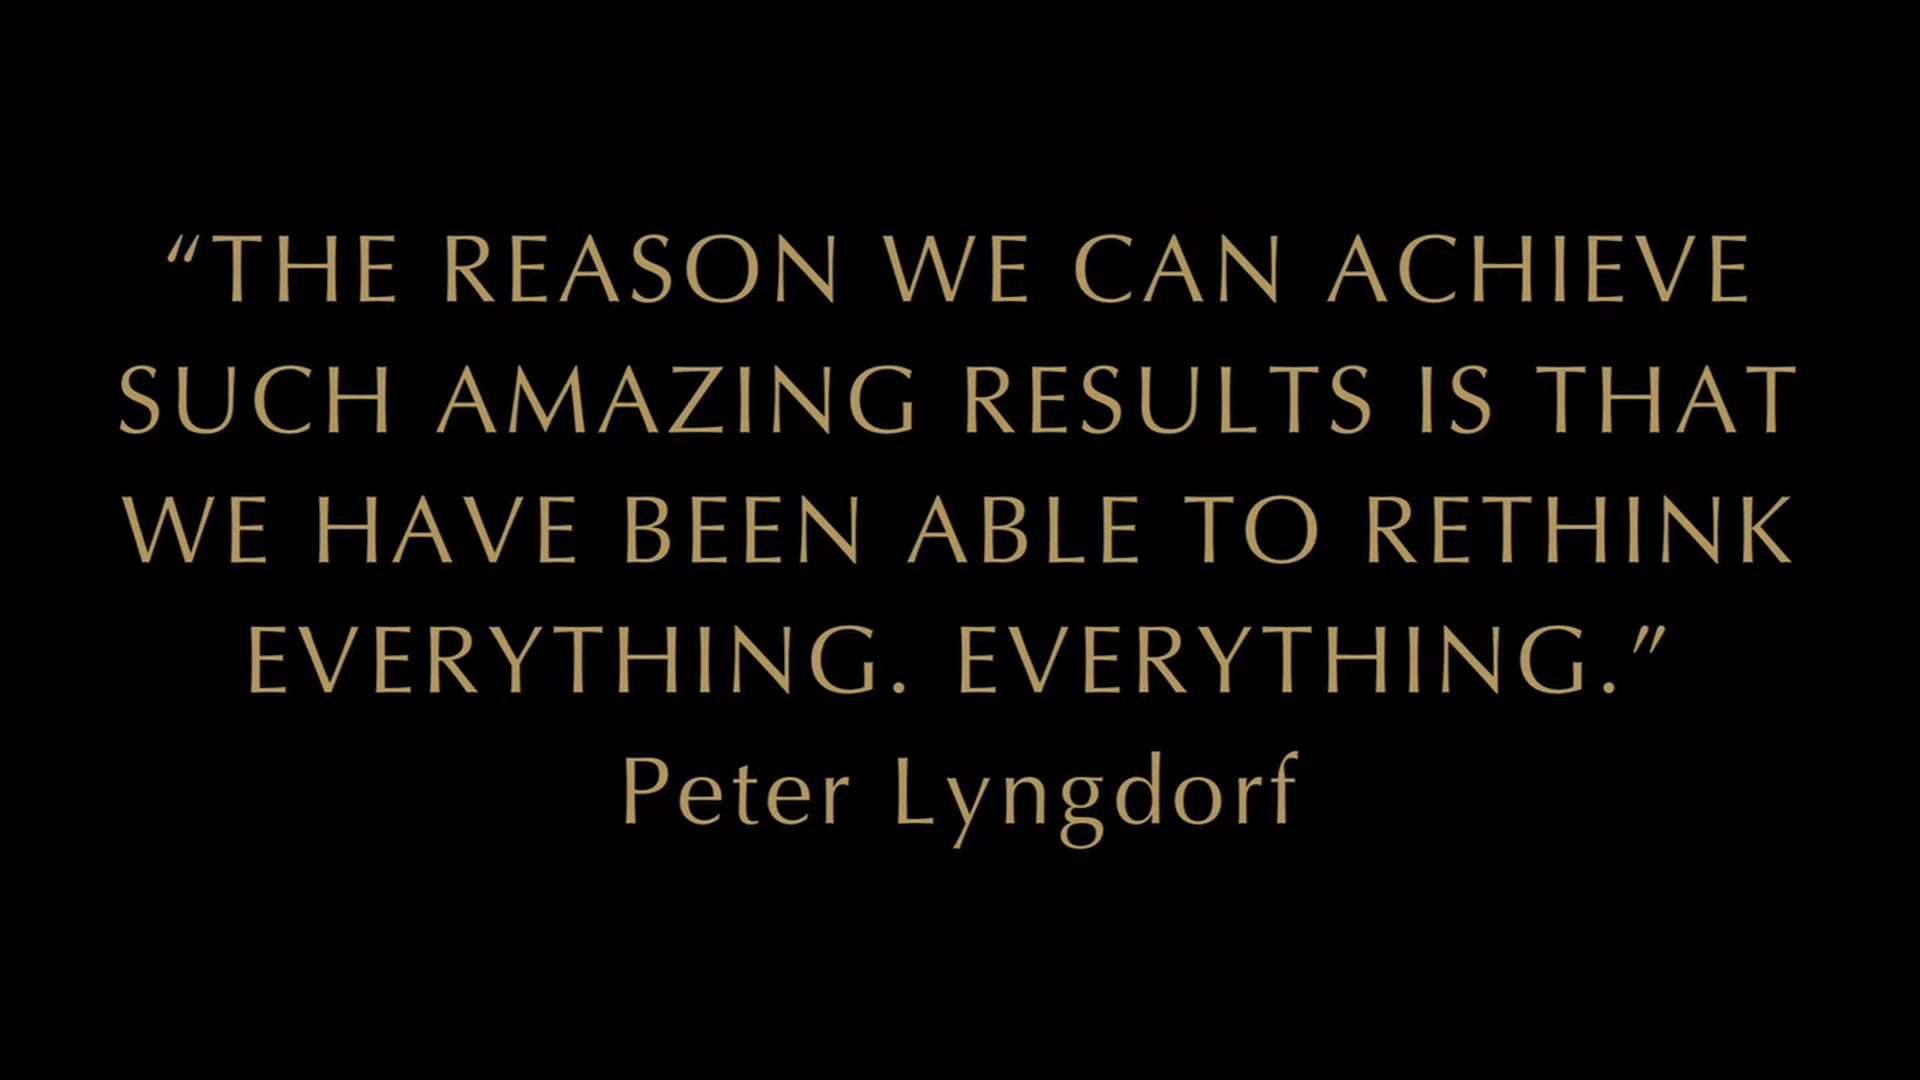 “THE REASON WE CAN ACHIEVE
SUCH AMAZING RESULTS IS THAT
WE HAVE BEEN ABLE TO RETHINK
EVERYTHING. EVERYTHING.”
Peter Lyngdorf